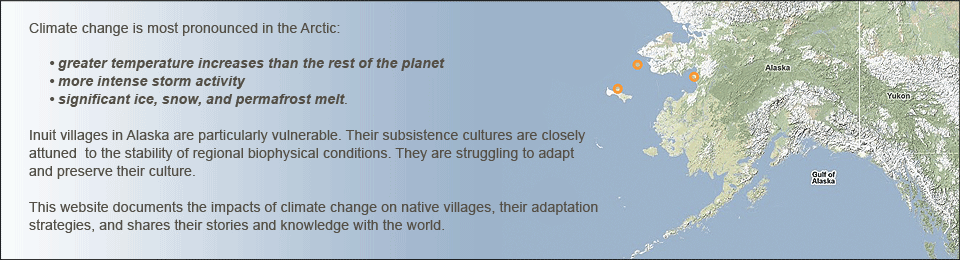 Climate change is most pronounced in the Arctic:
• greater temperature increases than the rest of the planet
• more intense storm activity
• significant ice, snow, and permafrost melt.
Inuit villages in Alaska are particularly vulnerable. Their subsistence cultures are closely
attuned  to the stability of regional biophysical conditions. They are struggling to adapt
and preserve their culture.
This website documents the impacts of climate change on native villages, their adaptation
strategies, and shares their stories and knowledge with the world.
Alaska
Yukon
Gulf of
Alaska